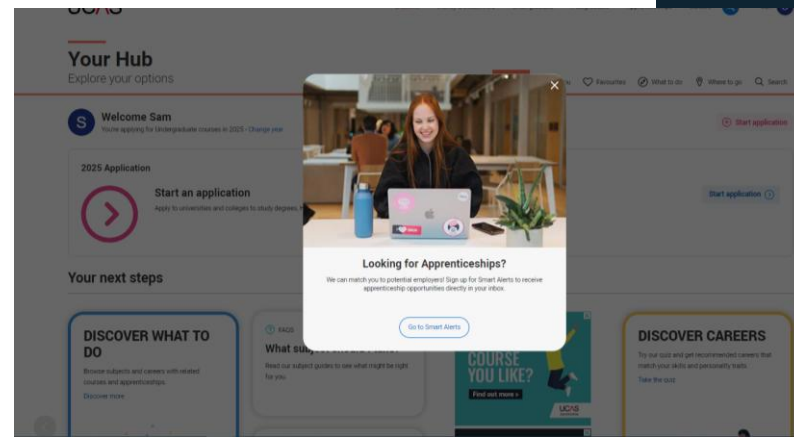 UCAS
Your Hub
Explore your options
Favourites
What to do
Where to go
Search
S
Welcome Sam
You're applying for Undergraduate courses in 2025 - Change year
Start application
2025 Application
Start an application
Apply to universities and colleges to study degrees,
Start application
Looking for Apprenticeships?
We can match you to potential employers! Sign up for Smart Alerts to receive
apprenticeship opportunities directly in your inbox.
Go to Smart Alerts
Your next steps
DISCOVER WHAT TO
DO
Browse subjects and careers with related
courses and apprenticeships.
Discover more
FAQS
What
Read our subject guides to see what might be right
for you.
COURSE
YOU LIKE?
Find out more >
UCAS
DISCOVER CAREERS
Try our quiz and get recommended careers that
match your skills and personality traits.
Take the quiz